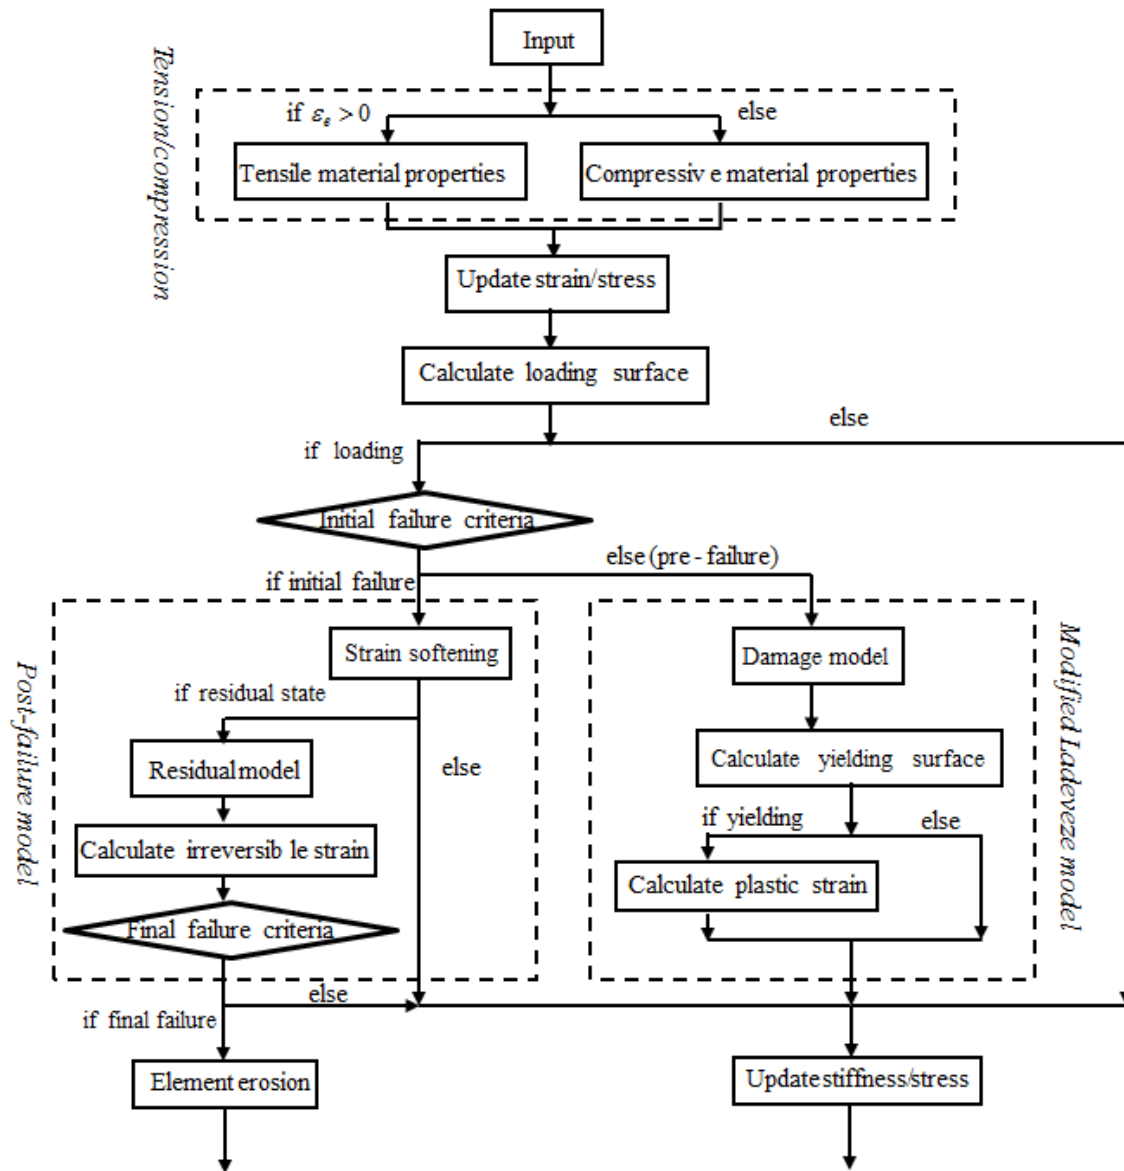 Input
Tension/compression
if εe > 0
else
Tensile material properties
Compressiv e material properties
Update strain/stress
Calculate loading surface
else
if loading
Initial failure criteria
else (pre - failure)
if initial failure
Post-failure model
Modified Ladeveze model
Strain softening
Damage model
if residual state
Residual model
else
Calculate yielding surface
if yielding
else
Calculate irreversib le strain
Calculate plastic strain
Final failure criteria
else
if final failure
Element erosion
Update stiffness/stress